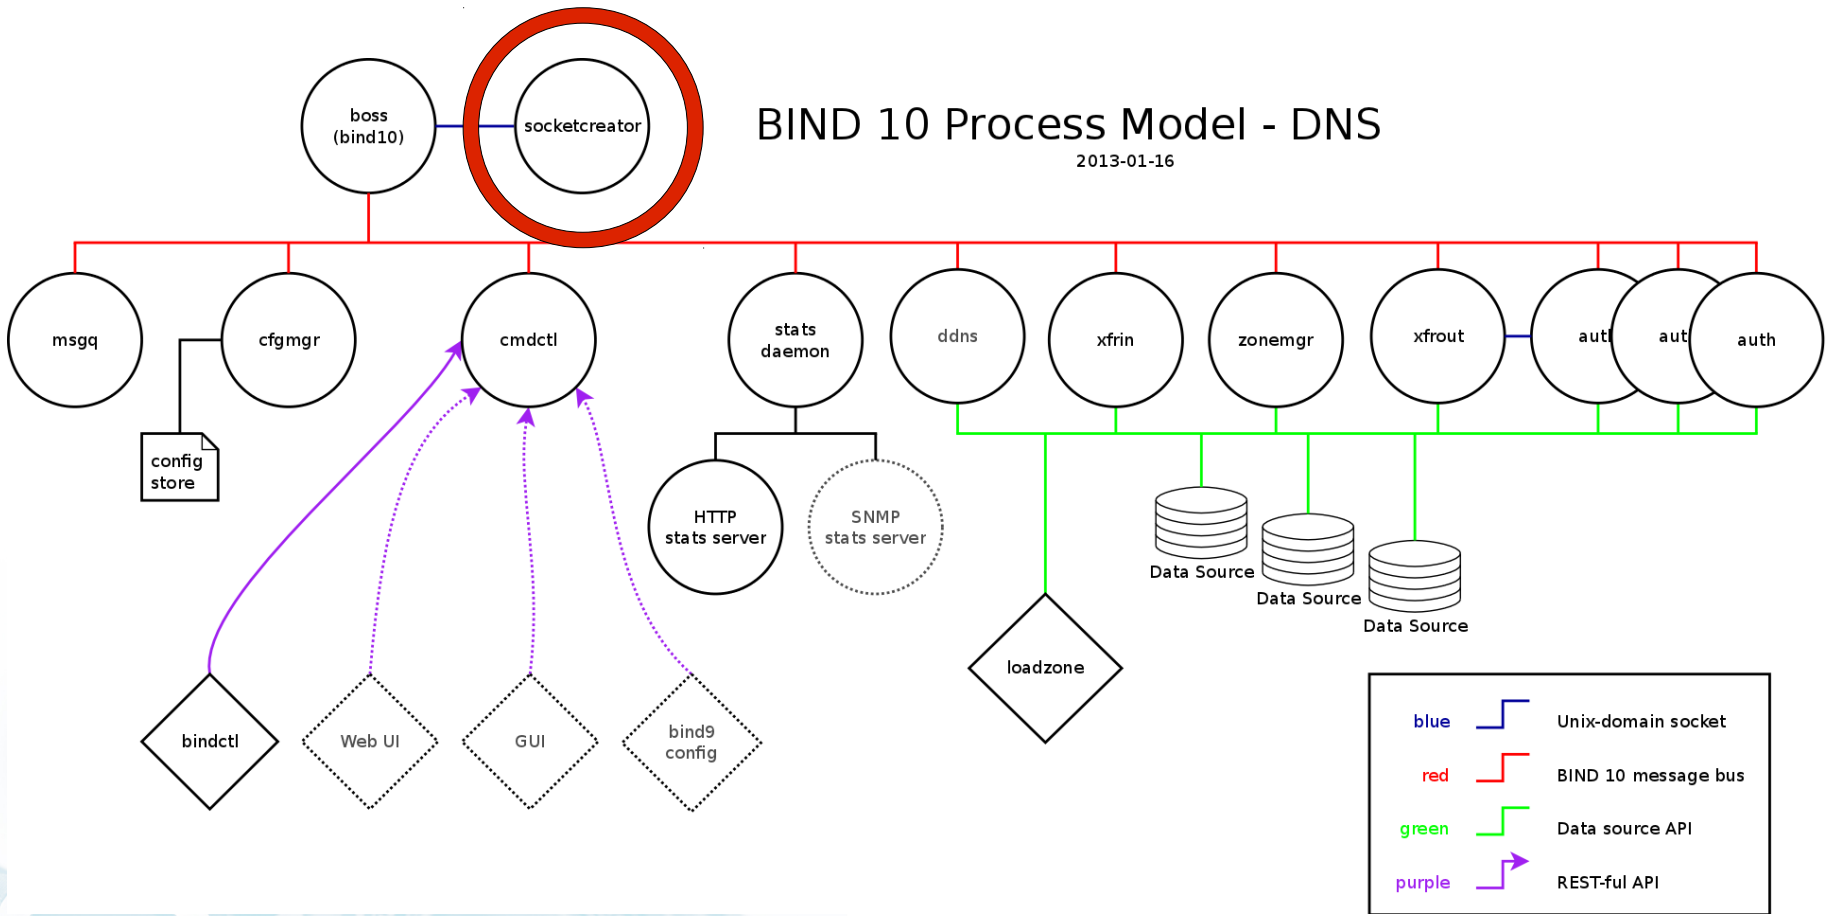 boss
(bind10)
socketcreator
BIND 10 Process Model - DNS
2013-01-16
msgq
cfgmgr
cmdctl
stats
daemon
ddns
xfrin
zonemgr
xfrout
aut
aut
auth
config
store
HTTP
stats server
SNMP
stats server
Data Source
Data Source
Data Source
loadzone
bindctl
Web UI
GUI
bind9
config
blue
Unix-domain socket
red
BIND 10 message bus
green
Data source API
purple
REST-ful API